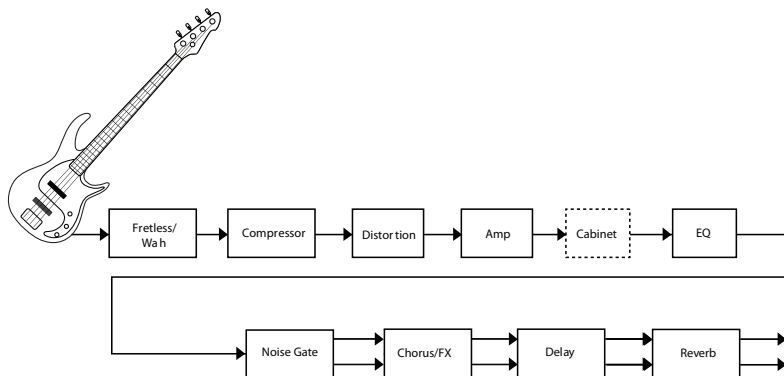 Fretless/
Wah
Compressor
Distortion
Amp
Cabinet
EQ
Noise Gate
Chorus/FX
Delay
Reverb